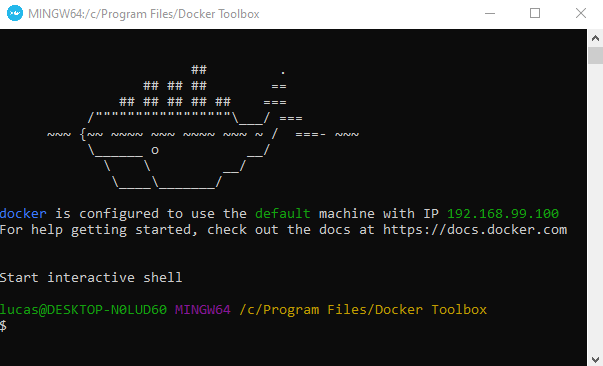 MINGW64:/c/Program Files/Docker Toolbox
                        ##         .
                  ## ## ##        ==
               ## ## ## ## ##    ===
           /"""""""""""""""""\___/ ===
      ~~~ {~~ ~~~~ ~~~ ~~~~ ~~~ ~ /  ===- ~~~
           \______ o           __/
             \    \         __/
              \____\_______/
docker is configured to use the default machine with IP 192.168.99.100
For help getting started, check out the docs at https://docs.docker.com
Start interactive shell
lucas@DESKTOP-N0LUD60 MINGW64 /c/Program Files/Docker Toolbox
$